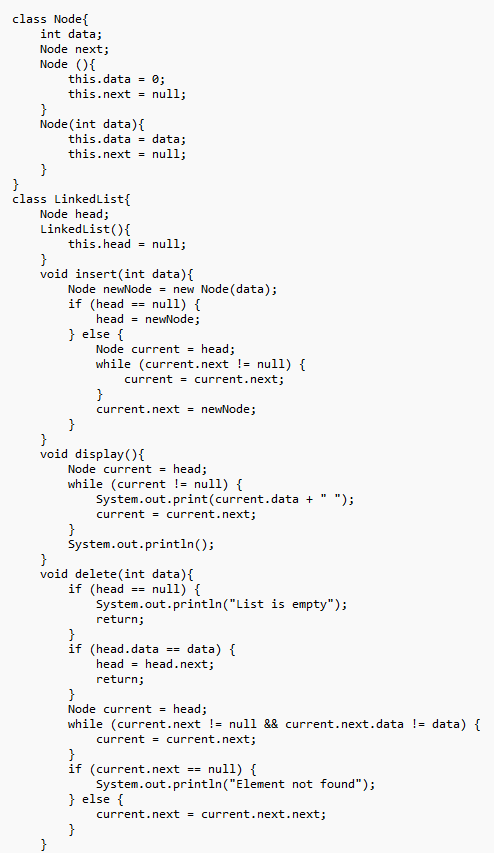 class Node{
    int data;
    Node next;
    Node (){
        this.data = 0;
        this.next = null;
    }
    Node(int data){
        this.data = data;
        this.next = null;
    }
}
class LinkedList{
    Node head;
    LinkedList(){
        this.head = null;
    }
    void insert(int data){
        Node newNode = new Node(data);
        if (head == null) {
            head = newNode;
        } else {
            Node current = head;
            while (current.next != null) {
                current = current.next;
            }
            current.next = newNode;
        }
    }
    void display(){
        Node current = head;
        while (current != null) {
            System.out.print(current.data + " ");
            current = current.next;
        }
        System.out.println();
    }
    void delete(int data){
        if (head == null) {
            System.out.println("List is empty");
            return;
        }
        if (head.data == data) {
            head = head.next;
            return;
        }
        Node current = head;
        while (current.next != null && current.next.data != data) {
            current = current.next;
        }
        if (current.next == null) {
            System.out.println("Element not found");
        } else {
            current.next = current.next.next;
        }
    }